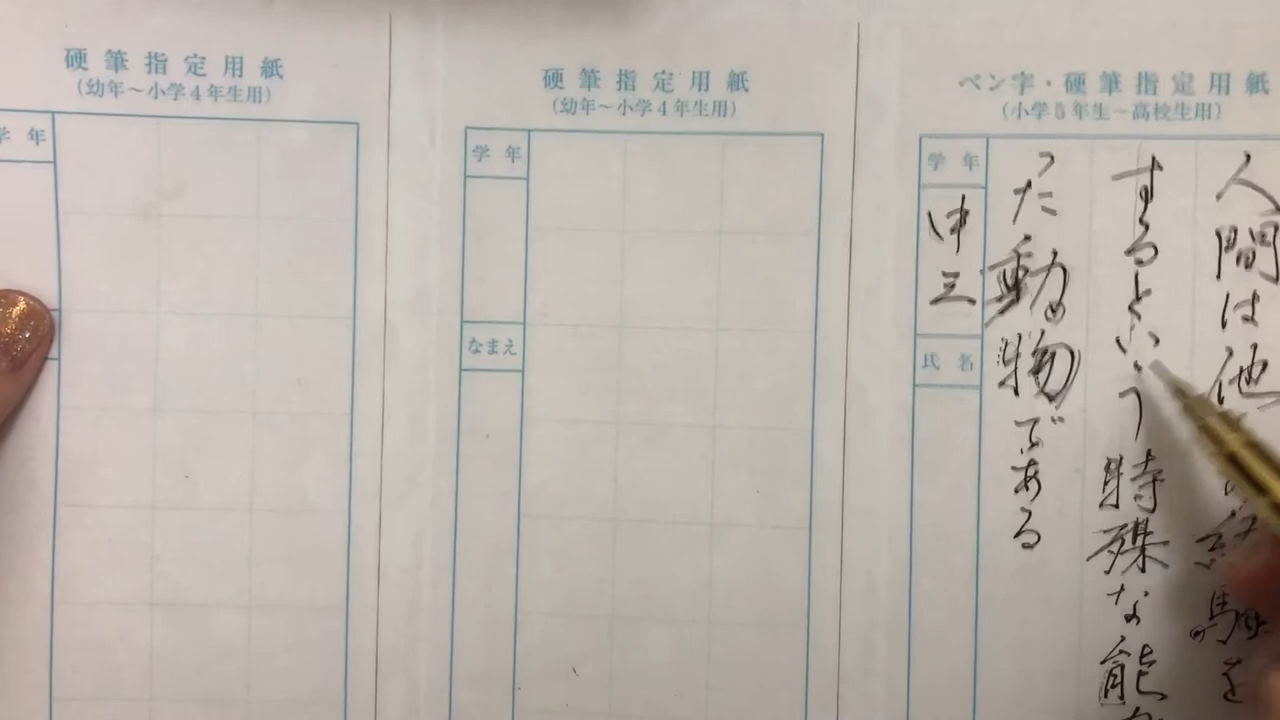 硬筆指定用紙
(幼年～小学4年生用)
学年
硬筆指定用紙
(幼年～小学4年生用)
学年
なまえ
ペン字・硬筆指定用紙
(小学5年生～高校生用)
人間は他
経験を
するという特殊な能
った動物である
学年
中三
氏名